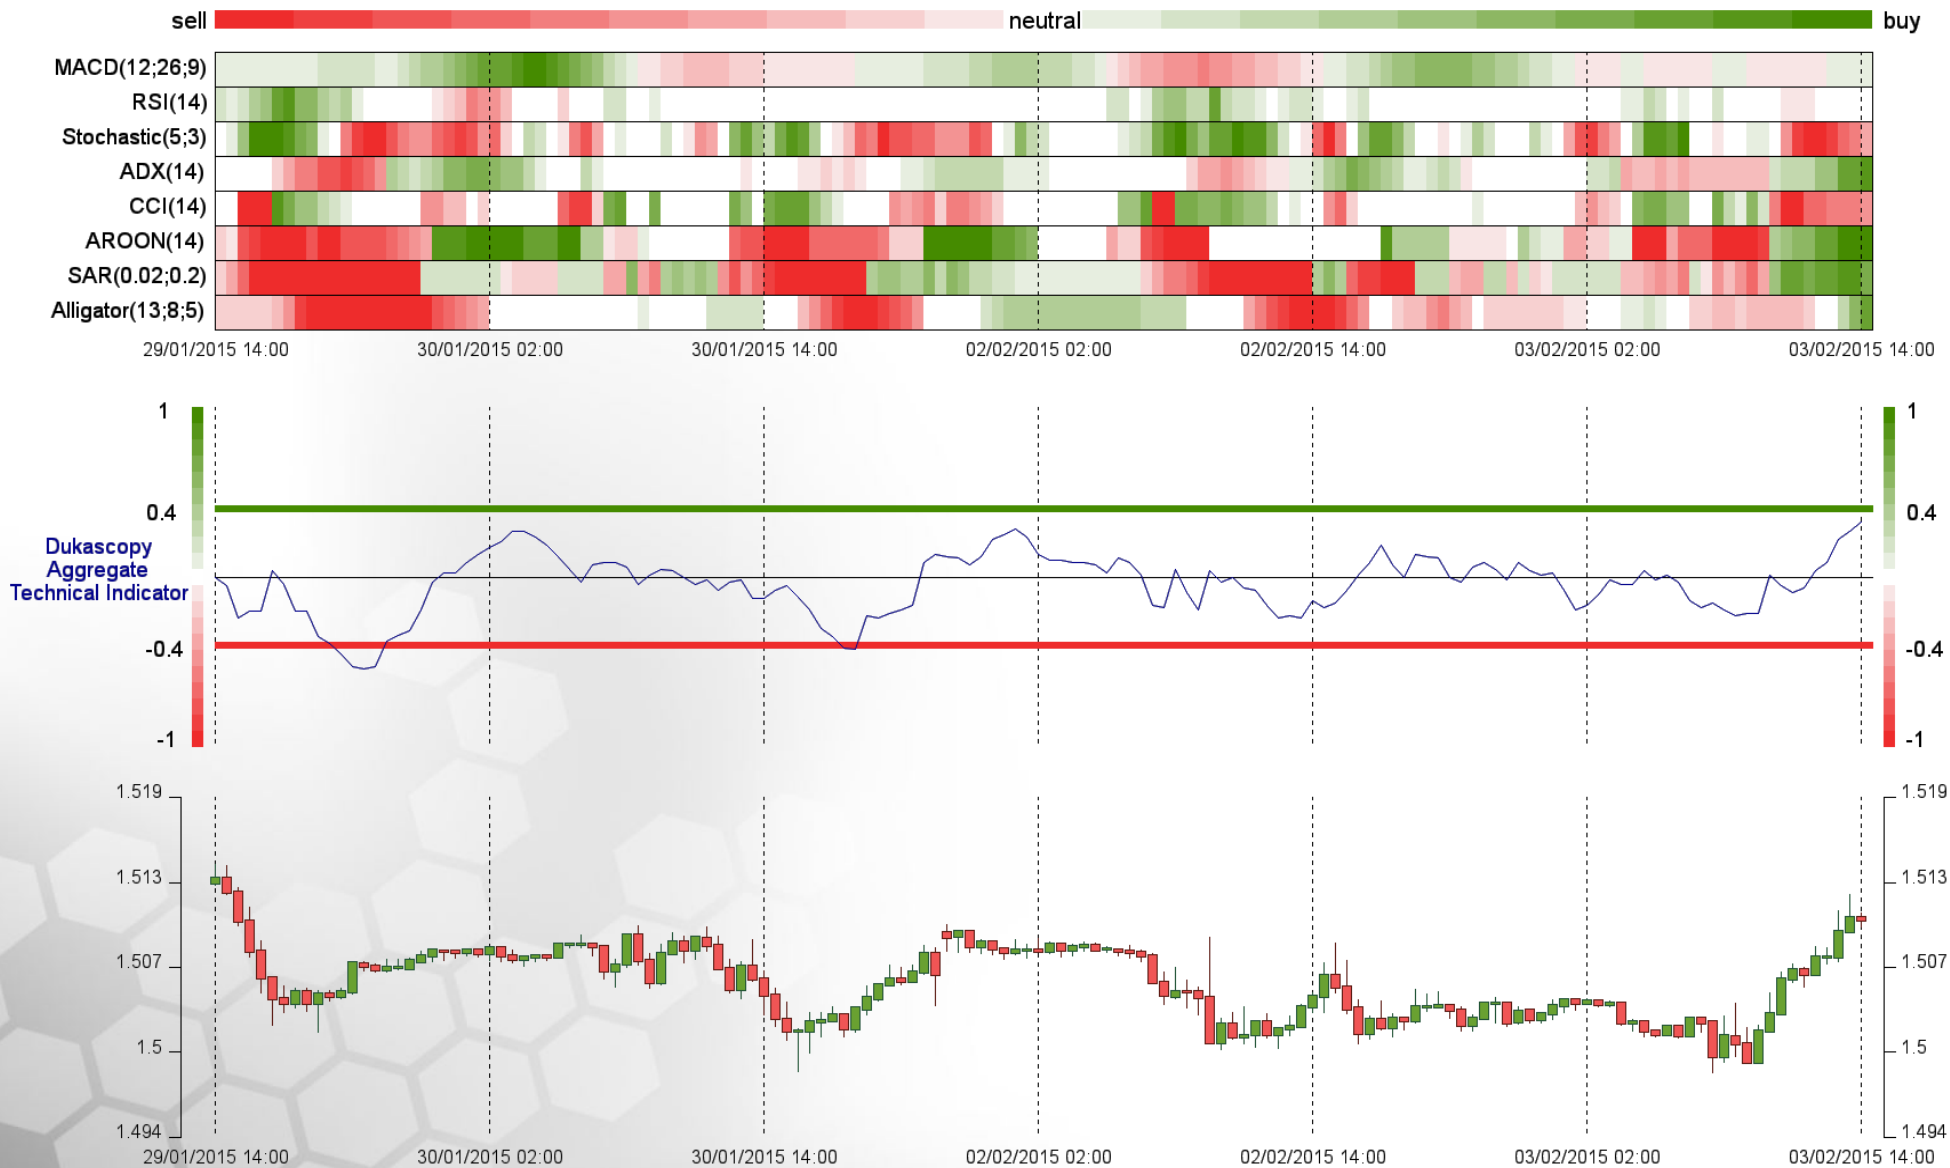 sell neutral buy
MACD(12;26;9)
RSI(14)
Stochastic(5;3)
ADX(14)
CCI(14)
AROON(14)
SAR(0.02;0.2)
Alligator(13;8;5)
29/01/2015 14:00 30/01/2015 02:00 30/01/2015 14:00 02/02/2015 02:00 02/02/2015 14:00 03/02/2015 02:00 03/02/2015 14:00
1 1
0.4 0.4
Dukascopy
Aggregate
Technical Indicator
-0.4 -0.4
-1 -1
1.519 1.519
1.513 1.513
1.507 1.507
1.5 1.5
1.494 1.494
29/01/2015 14:00 30/01/2015 02:00 30/01/2015 14:00 02/02/2015 02:00 02/02/2015 14:00 03/02/2015 02:00 03/02/2015 14:00